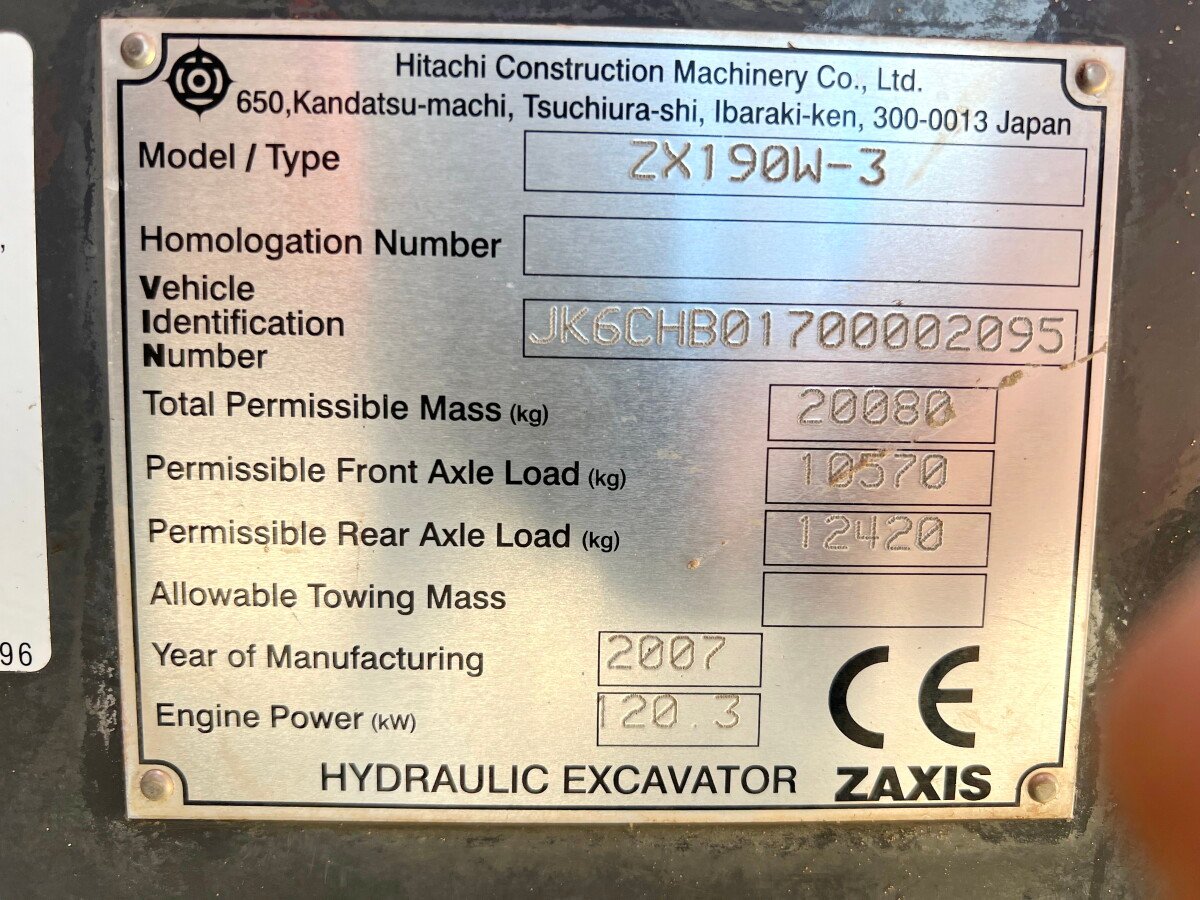 Hitachi Construction Machinery Co., Ltd.
650,Kandatsu-machi, Tsuchiura-shi, Ibaraki-ken, 300-0013 Japan
Model / Type ZX190W-3
Homologation Number
Vehicle
Identification
Number JK6CHB01700002095
Total Permissible Mass (kg) 20080
Permissible Front Axle Load (kg) 10570
Permissible Rear Axle Load (kg) 12420
Allowable Towing Mass
Year of Manufacturing 2007
Engine Power (kW) 120.3
CE
HYDRAULIC EXCAVATOR ZAXIS
96